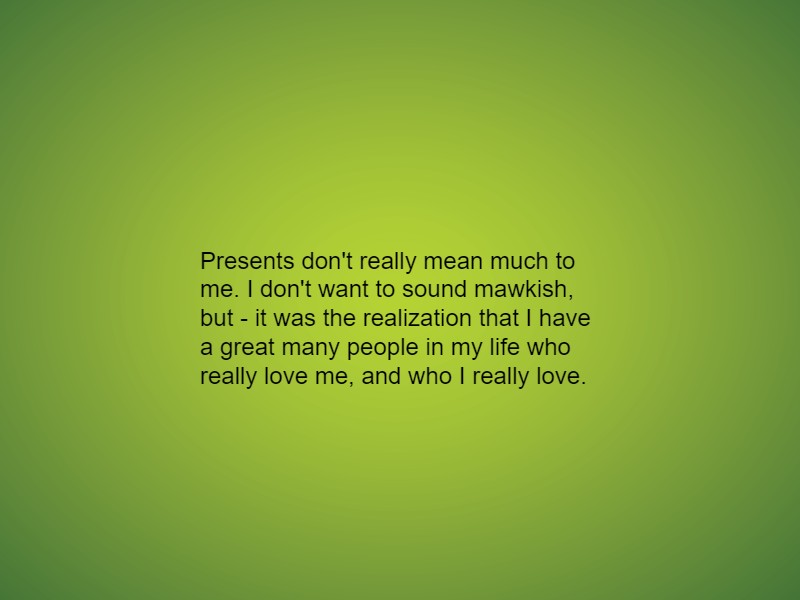 Presents don't really mean much to
me. I don't want to sound mawkish,
but - it was the realization that I have
a great many people in my life who
really love me, and who I really love.